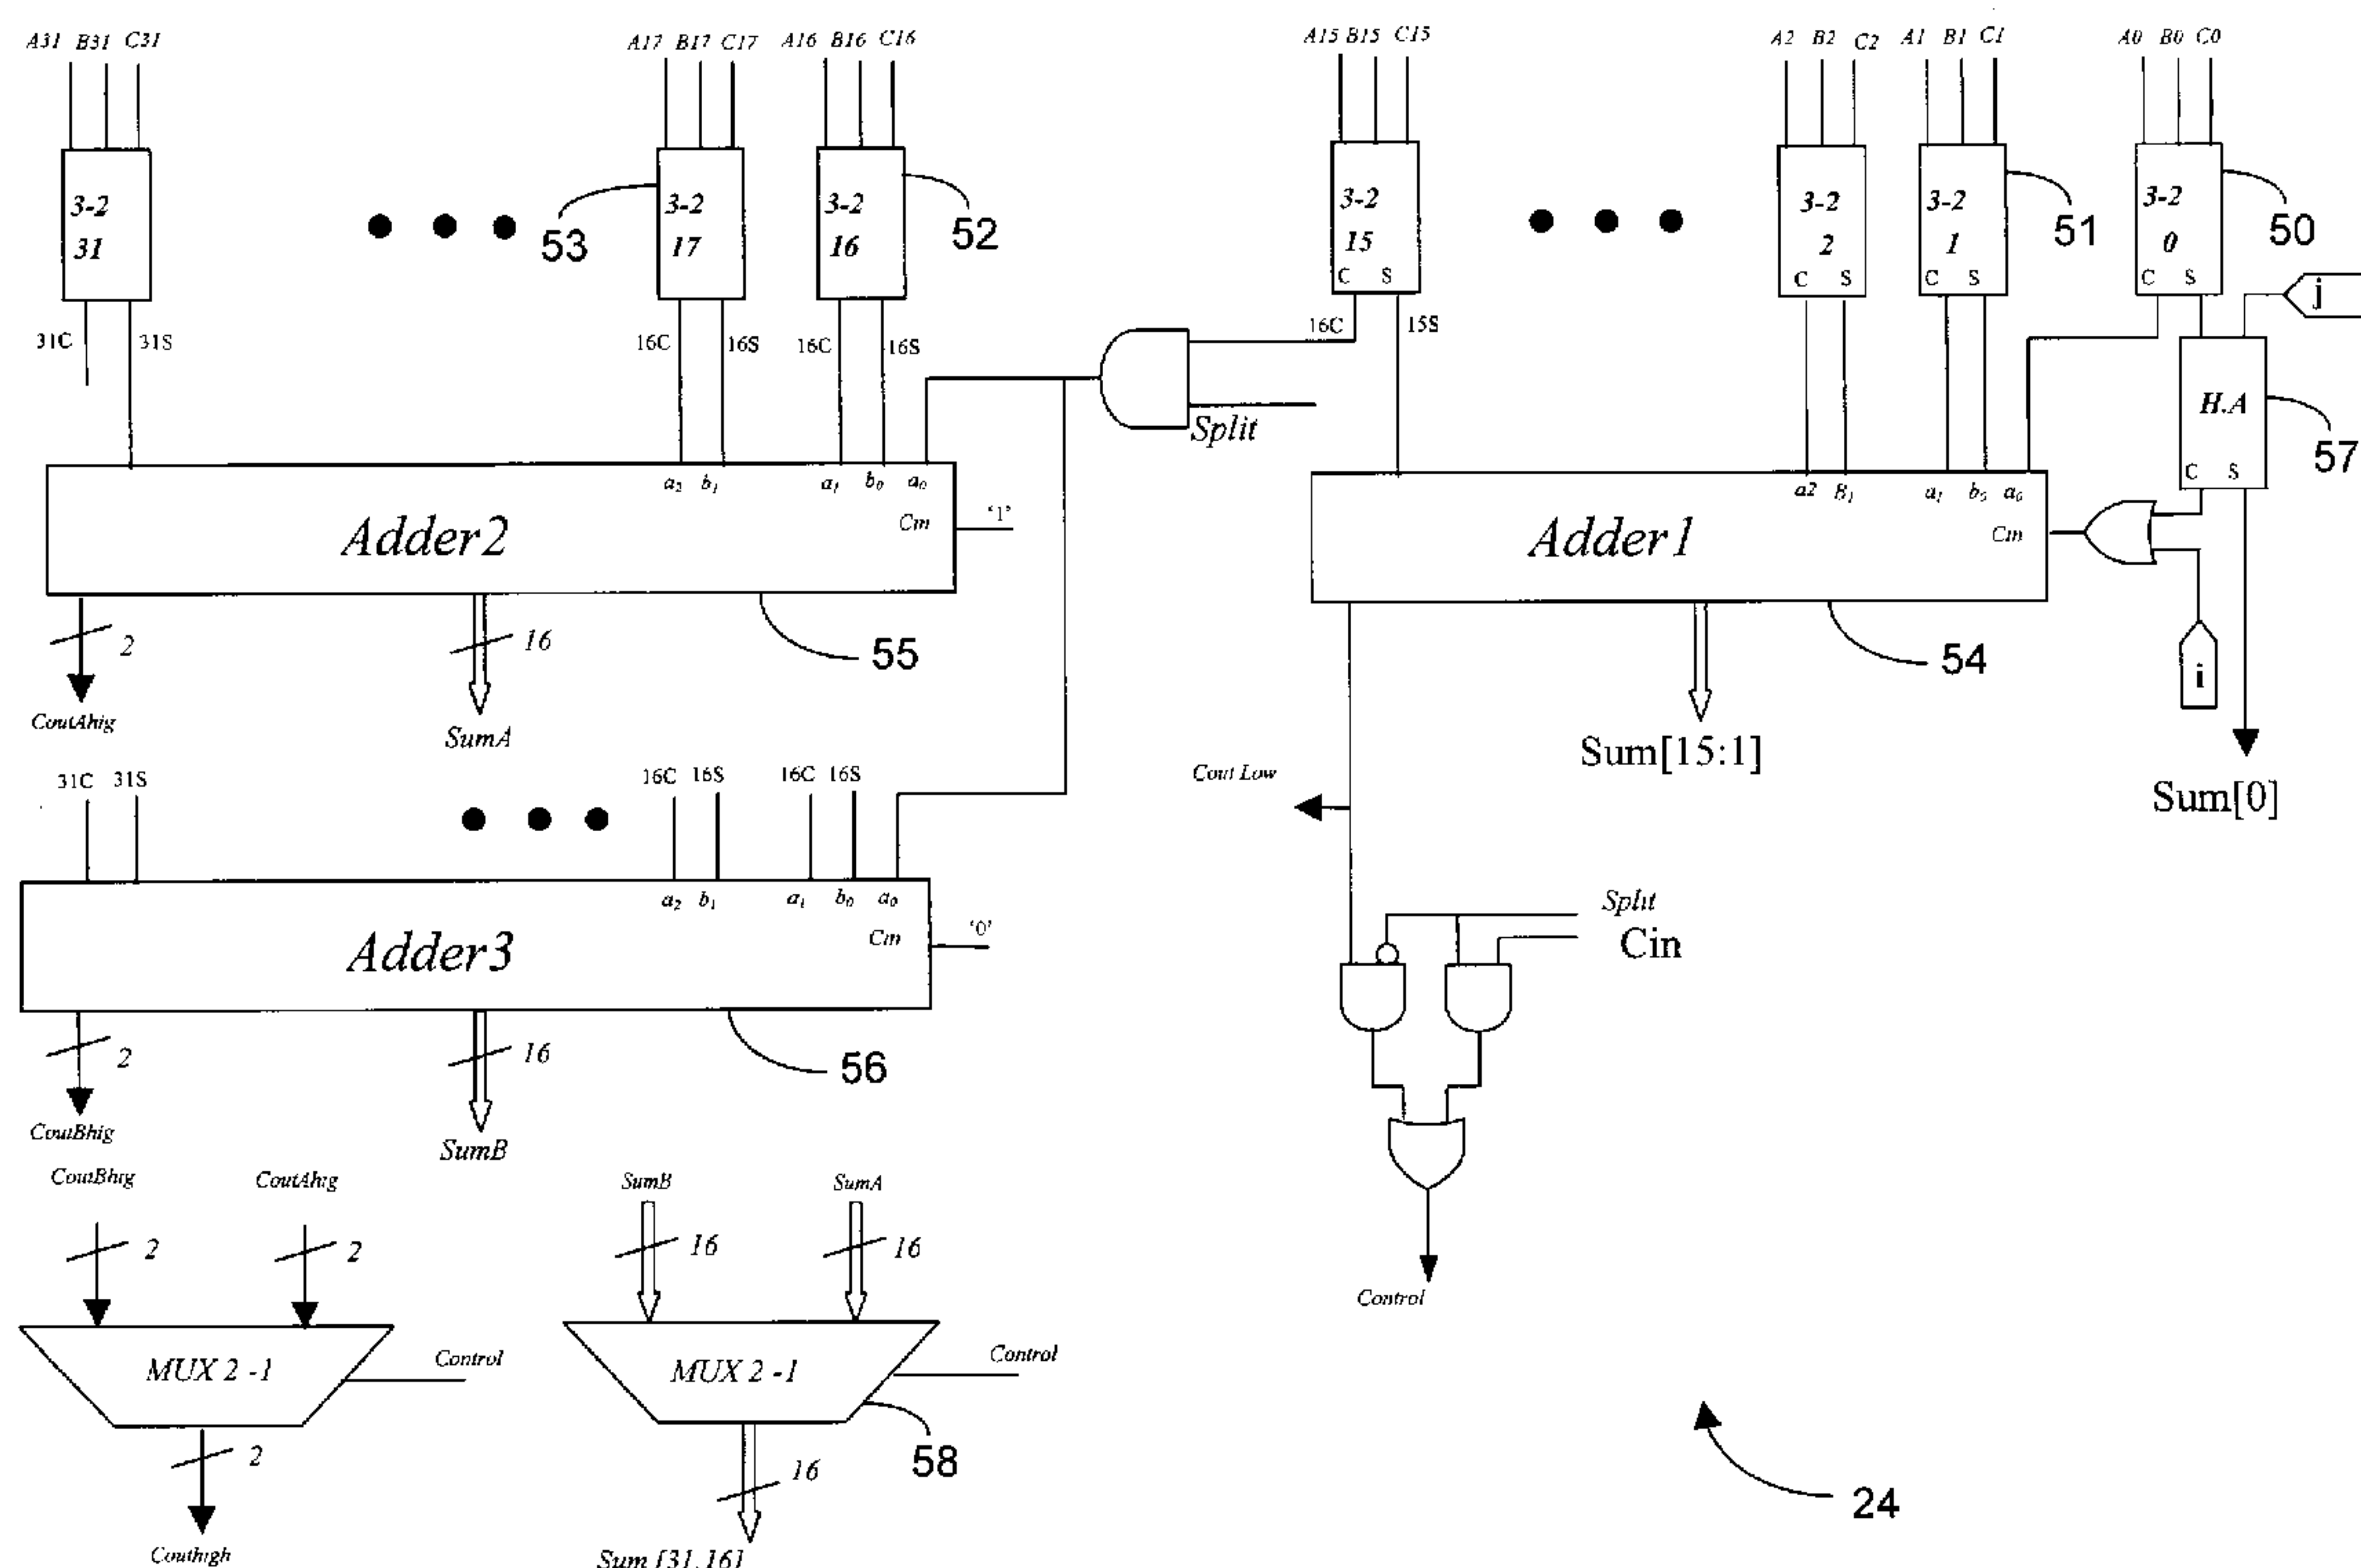 A31 B31 C31
A17 B17 C17 A16 B16 C16
A15 B15 C15
A2 B2 C2 A1 B1 C1
A0 B0 C0
3-2
31
53
3-2
17
3-2
16
52
3-2
15
C S
3-2
2
C S
3-2
1
C S
51
3-2
0
C S
50
j
31C 31S
16C 16S 16C 16S
16C 15S
Split
H.A
C S
57
a2 b1 a1 b0 a0
Cin
'1'
Adder2
a2 B1 a1 b0 a0
Cin
Adder1
2
16
55
54
i
CoutAhig
SumA
Sum[15:1]
Cout Low
Sum[0]
31C 31S
16C 16S 16C 16S
a2 b1 a1 b0 a0
Cin
'0'
Adder3
Split
Cin
2
16
56
CoutBhig
SumB
CoutBhig CoutAhig
SumB SumA
2 2
16 16
Control
MUX 2 -1
Control
MUX 2 -1
Control
2
16
58
24
Couthigh
Sum [31,16]